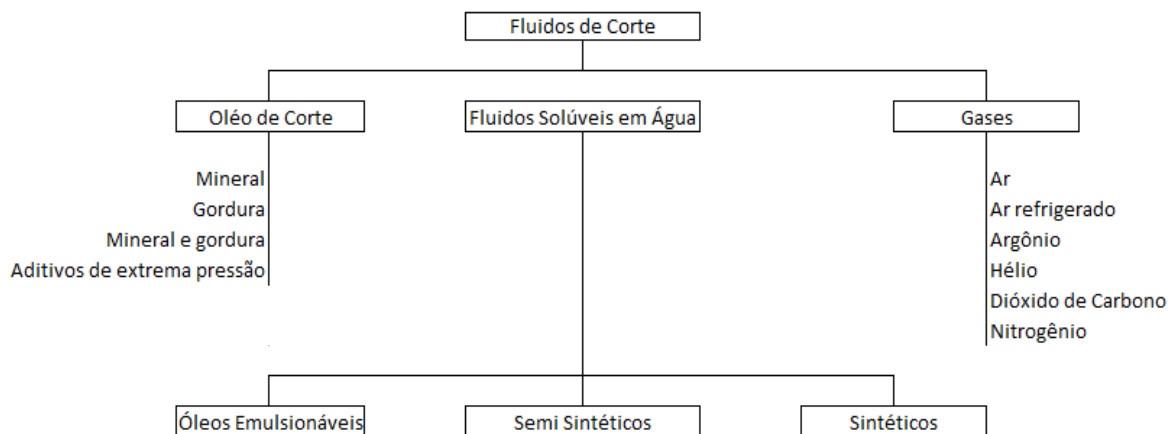 Fluidos de Corte
Oléo de Corte
Fluidos Solúveis em Água
Gases
Mineral
Gordura
Mineral e gordura
Aditivos de extrema pressão
Ar
Ar refrigerado
Argônio
Hélio
Dióxido de Carbono
Nitrogênio
Óleos Emulsionáveis
Semi Sintéticos
Sintéticos